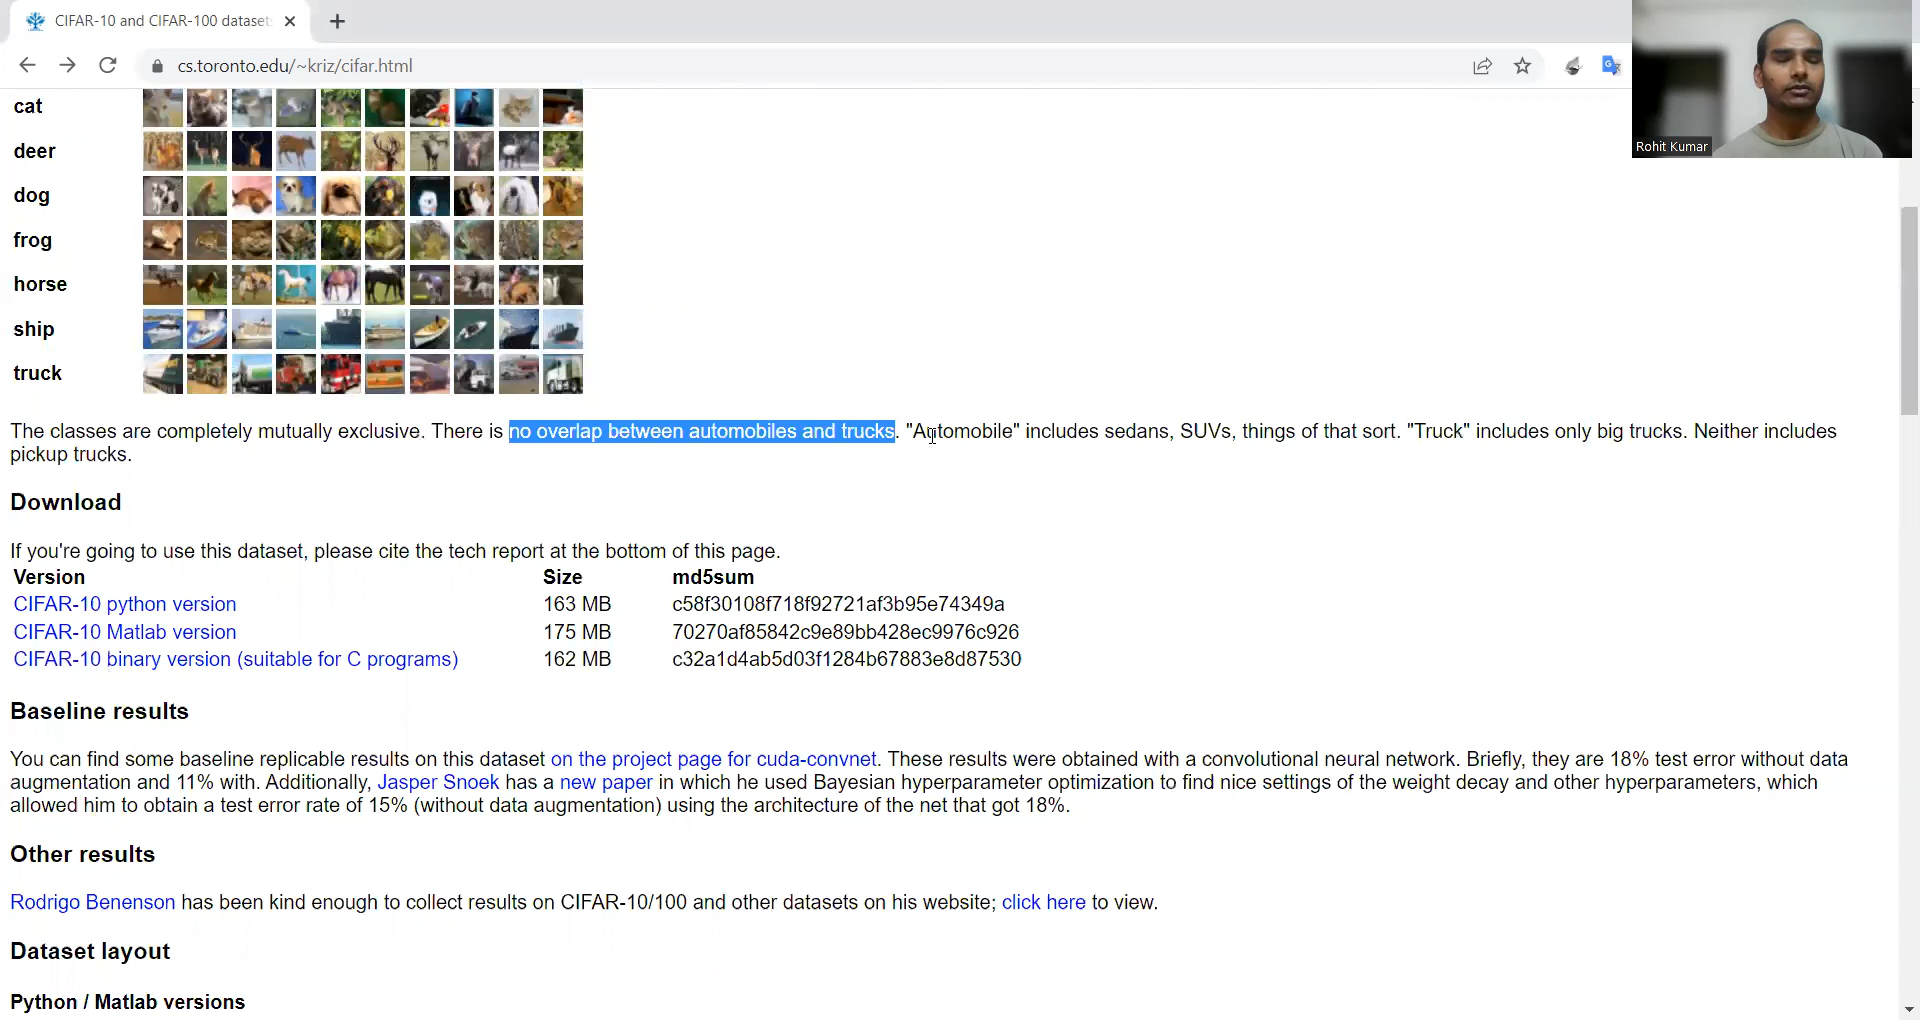 CIFAR-10 and CIFAR-100 dataset
cs.toronto.edu/~kriz/cifar.html
Rohit Kumar
cat
deer
dog
frog
horse
ship
truck
The classes are completely mutually exclusive. There is no overlap between automobiles and trucks. "Automobile" includes sedans, SUVs, things of that sort. "Truck" includes only big trucks. Neither includes
pickup trucks.
Download
If you're going to use this dataset, please cite the tech report at the bottom of this page.
Version Size md5sum
CIFAR-10 python version 163 MB c58f30108f718f92721af3b95e74349a
CIFAR-10 Matlab version 175 MB 70270af85842c9e89bb428ec9976c926
CIFAR-10 binary version (suitable for C programs) 162 MB c32a1d4ab5d03f1284b67883e8d87530
Baseline results
You can find some baseline replicable results on this dataset on the project page for cuda-convnet. These results were obtained with a convolutional neural network. Briefly, they are 18% test error without data
augmentation and 11% with. Additionally, Jasper Snoek has a new paper in which he used Bayesian hyperparameter optimization to find nice settings of the weight decay and other hyperparameters, which
allowed him to obtain a test error rate of 15% (without data augmentation) using the architecture of the net that got 18%.
Other results
Rodrigo Benenson has been kind enough to collect results on CIFAR-10/100 and other datasets on his website; click here to view.
Dataset layout
Python / Matlab versions